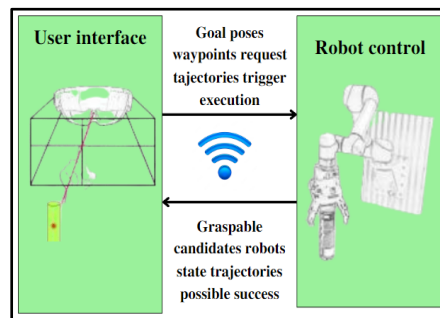 User interface
Goal poses
waypoints request
tajectories trigger
execution
Robot control
Graspable
candidates robots
state trajectories
possible success